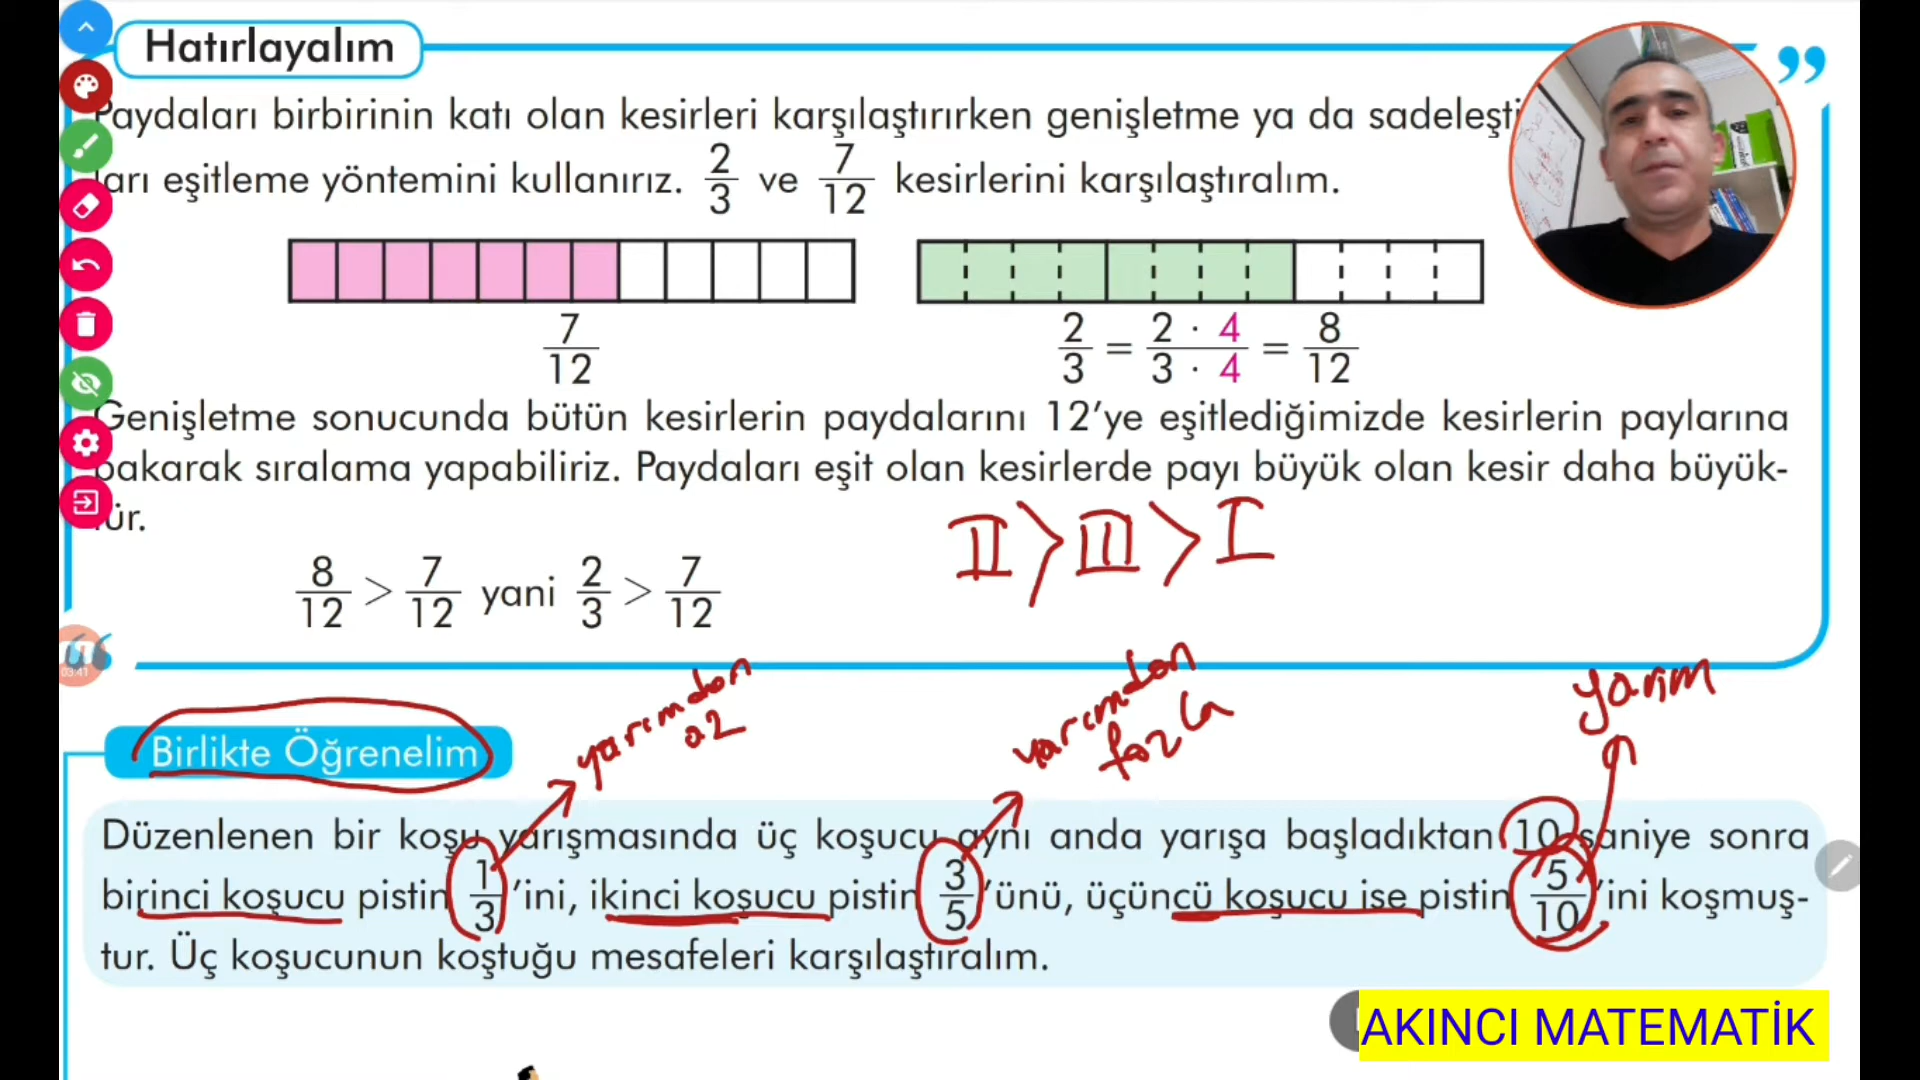 Hatırlayalım
Paydaları birbirinin katı olan kesirleri karşılaştırırken genişletme ya da sadeleşti
ları eşitleme yöntemini kullanırız. 2/3 ve 7/12 kesirlerini karşılaştıralım.
7/12
2/3 = 2 · 4/3 · 4 = 8/12
Genişletme sonucunda bütün kesirlerin paydalarını 12'ye eşitlediğimizde kesirlerin paylarına
bakarak sıralama yapabiliriz. Paydaları eşit olan kesirlerde payı büyük olan kesir daha büyük-
tür.
II > III > I
8/12 > 7/12 yani 2/3 > 7/12
03:41
yarımdan az
yarımdan fazla
yarım
Birlikte Öğrenelim
Düzenlenen bir koşu yarışmasında üç koşucu aynı anda yarışa başladıktan 10 saniye sonra
birinci koşucu pistin 1/3'ini, ikinci koşucu pistin 3/5'ünü, üçüncü koşucu ise pistin 5/10'ini koşmuş-
tur. Üç koşucunun koştuğu mesafeleri karşılaştıralım.
AKINCI MATEMATİK